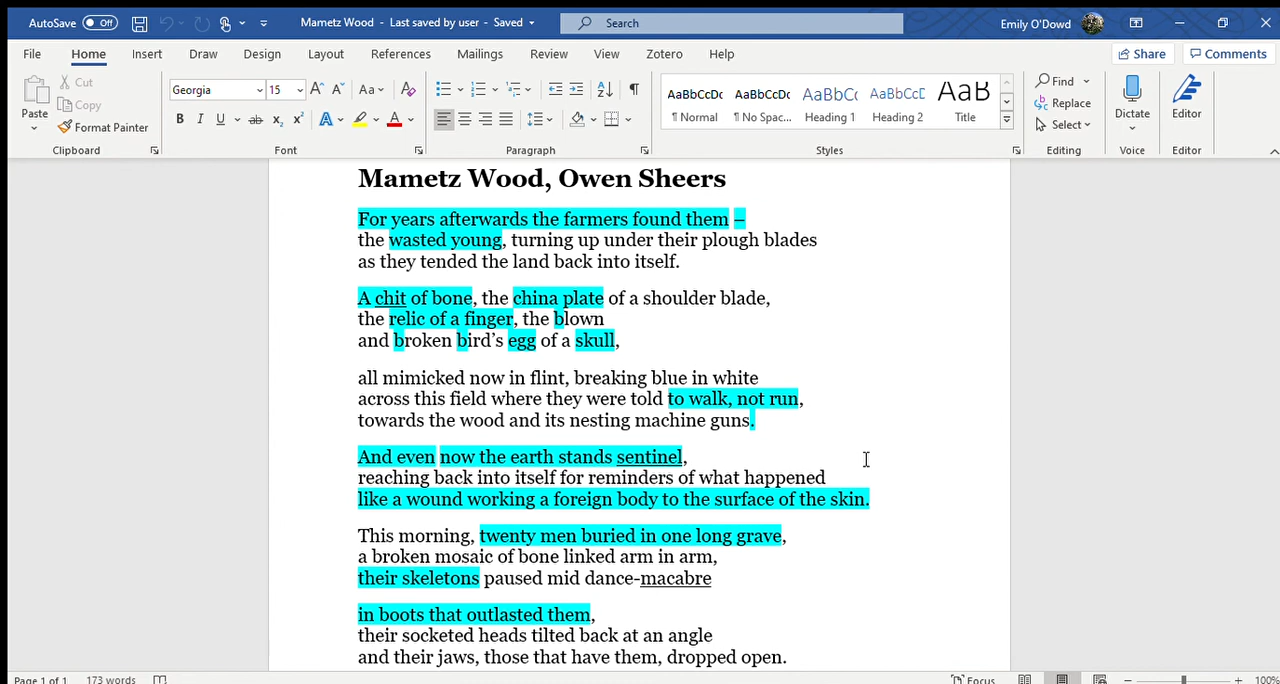 AutoSave Off Mametz Wood - Last saved by user - Saved Search Emily O'Dowd
File Home Insert Draw Design Layout References Mailings Review View Zotero Help Share Comments
Paste Cut Copy Format Painter
Georgia 15
AaBbCcDc AaBbCcDc AaBbCc AaBbCcD AaB
¶ Normal ¶ No Spac... Heading 1 Heading 2 Title
Find Replace Select Dictate Editor
Clipboard Font Paragraph Styles Editing Voice Editor
Mametz Wood, Owen Sheers
For years afterwards the farmers found them –
the wasted young, turning up under their plough blades
as they tended the land back into itself.
A chit of bone, the china plate of a shoulder blade,
the relic of a finger, the blown
and broken bird's egg of a skull,
all mimicked now in flint, breaking blue in white
across this field where they were told to walk, not run,
towards the wood and its nesting machine guns.
And even now the earth stands sentinel,
reaching back into itself for reminders of what happened
like a wound working a foreign body to the surface of the skin.
This morning, twenty men buried in one long grave,
a broken mosaic of bone linked arm in arm,
their skeletons paused mid dance-macabre
in boots that outlasted them,
their socketed heads tilted back at an angle
and their jaws, those that have them, dropped open.
Page 1 of 1 173 words Focus 100%